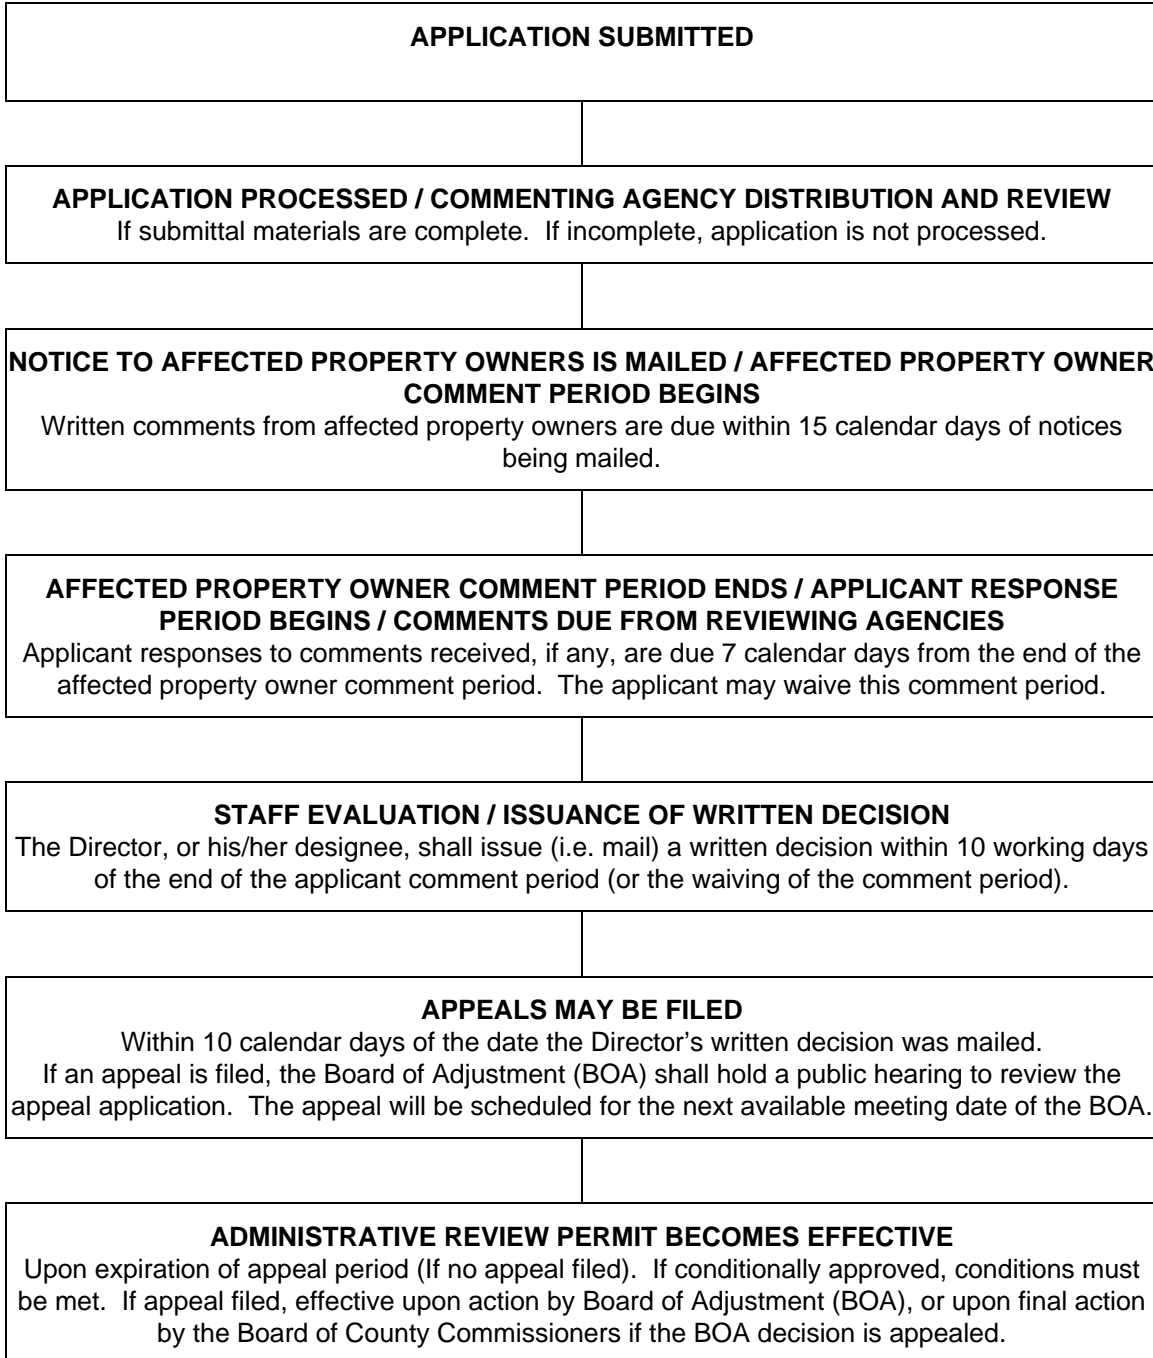 APPLICATION SUBMITTED
APPLICATION PROCESSED / COMMENTING AGENCY DISTRIBUTION AND REVIEW
If submittal materials are complete.  If incomplete, application is not processed.
NOTICE TO AFFECTED PROPERTY OWNERS IS MAILED / AFFECTED PROPERTY OWNER
COMMENT PERIOD BEGINS
Written comments from affected property owners are due within 15 calendar days of notices
being mailed.
AFFECTED PROPERTY OWNER COMMENT PERIOD ENDS / APPLICANT RESPONSE
PERIOD BEGINS / COMMENTS DUE FROM REVIEWING AGENCIES
Applicant responses to comments received, if any, are due 7 calendar days from the end of the
affected property owner comment period.  The applicant may waive this comment period.
STAFF EVALUATION / ISSUANCE OF WRITTEN DECISION
The Director, or his/her designee, shall issue (i.e. mail) a written decision within 10 working days
of the end of the applicant comment period (or the waiving of the comment period).
APPEALS MAY BE FILED
Within 10 calendar days of the date the Director’s written decision was mailed.
If an appeal is filed, the Board of Adjustment (BOA) shall hold a public hearing to review the
appeal application.  The appeal will be scheduled for the next available meeting date of the BOA.
ADMINISTRATIVE REVIEW PERMIT BECOMES EFFECTIVE
Upon expiration of appeal period (If no appeal filed).  If conditionally approved, conditions must
be met.  If appeal filed, effective upon action by Board of Adjustment (BOA), or upon final action
by the Board of County Commissioners if the BOA decision is appealed.